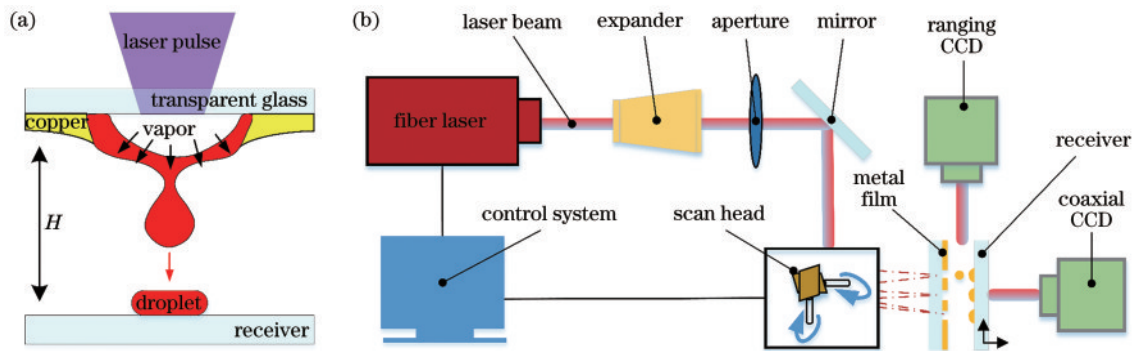 (a)
laser pulse
transparent glass
copper
vapor
H
droplet
receiver
(b)
laser beam
expander
aperture
mirror
ranging
CCD
fiber laser
receiver
metal
film
coaxial
CCD
control system
scan head